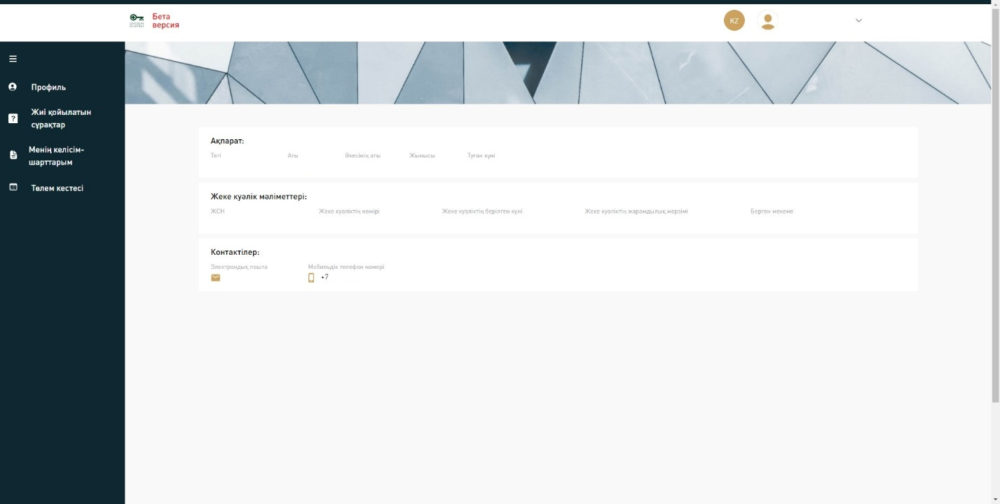 Бета
версия
KZ
Профиль
Жиі қойылатын
сұрақтар
Менің келісім-
шарттарым
Төлем кестесі
Ақпарат:
Тегі Аты Әкесінің аты Жынысы Туған күні
Жеке куәлік мәліметтері:
ЖСН Жеке куәліктің нөмірі Жеке куәліктің берілген күні Жеке куәліктің жарамдылық мерзімі Берген мекеме
Контактілер:
Электрондық пошта Мобильдік телефон номері
+7